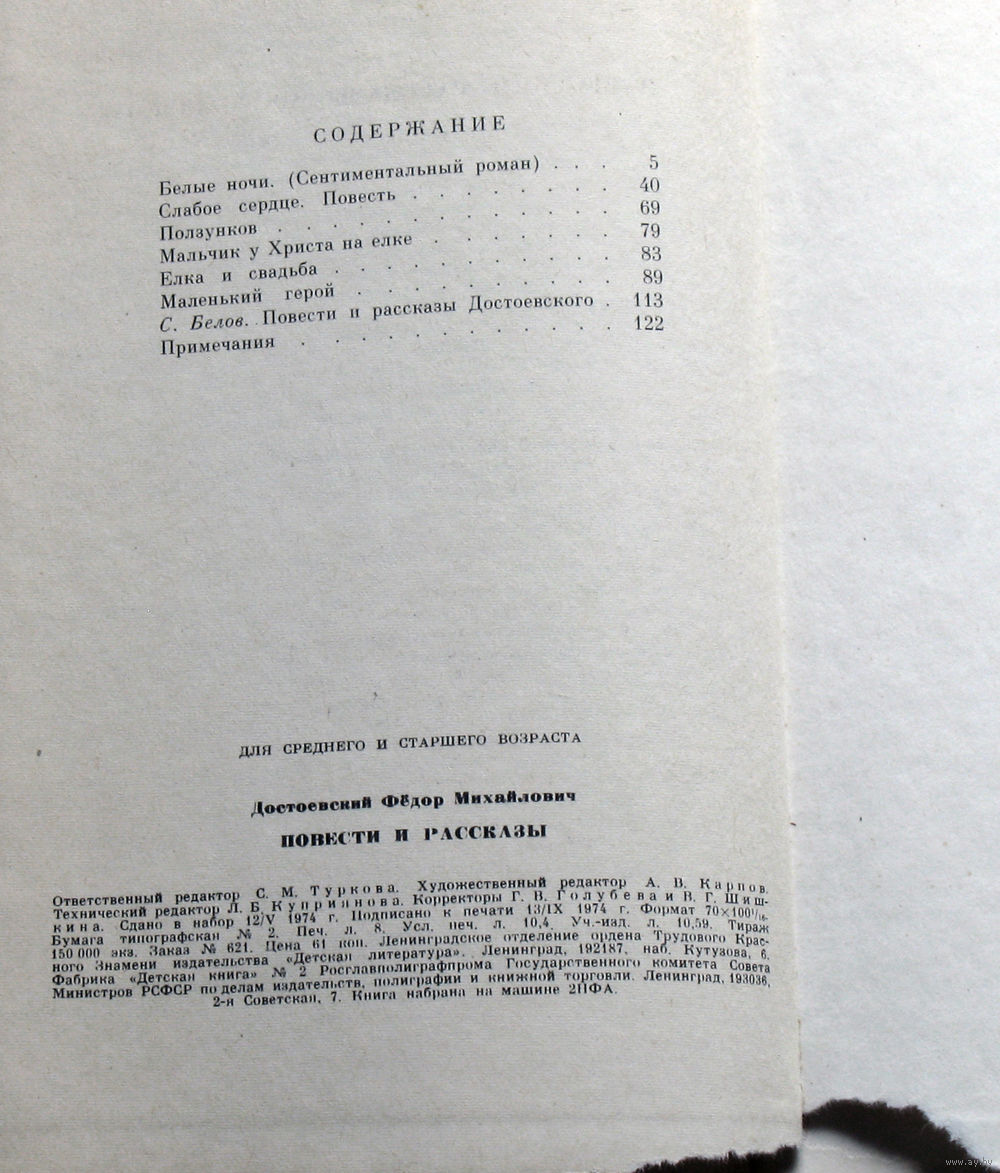 СОДЕРЖАНИЕ
Белые ночи. (Сентиментальный роман) . . . 5
Слабое сердце. Повесть . . . . . . . 40
Ползунков . . . . . . . . . . . . . 69
Мальчик у Христа на елке . . . . . . . 79
Елка и свадьба . . . . . . . . . . . 83
Маленький герой . . . . . . . . . . 89
С. Белов. Повести и рассказы Достоевского . 113
Примечания . . . . . . . . . . . . 122
ДЛЯ СРЕДНЕГО И СТАРШЕГО ВОЗРАСТА
Достоевский Фёдор Михайлович
ПОВЕСТИ И РАССКАЗЫ
Ответственный редактор С. М. Туркова. Художественный редактор А. В. Карпов.
Технический редактор Л. Б. Куприянова. Корректоры Г. В. Голубева и В. Г. Шиш-
кина. Сдано в набор 12/V 1974 г. Подписано к печати 13/IX 1974 г. Формат 70×100 1/16.
Бумага типографская № 2. Печ. л. 8. Усл. печ. л. 10,4. Уч.-изд. л. 10,59. Тираж
150 000 экз. Заказ № 621. Цена 61 коп. Ленинградское отделение ордена Трудового Крас-
ного Знамени издательства «Детская литература». Ленинград, 192187, наб. Кутузова, 6.
Фабрика «Детская книга» № 2 Росглавполиграфпрома Государственного комитета Совета
Министров РСФСР по делам издательств, полиграфии и книжной торговли. Ленинград, 193036,
2-я Советская, 7. Книга набрана на машине 2ПФА.
www.ay.by